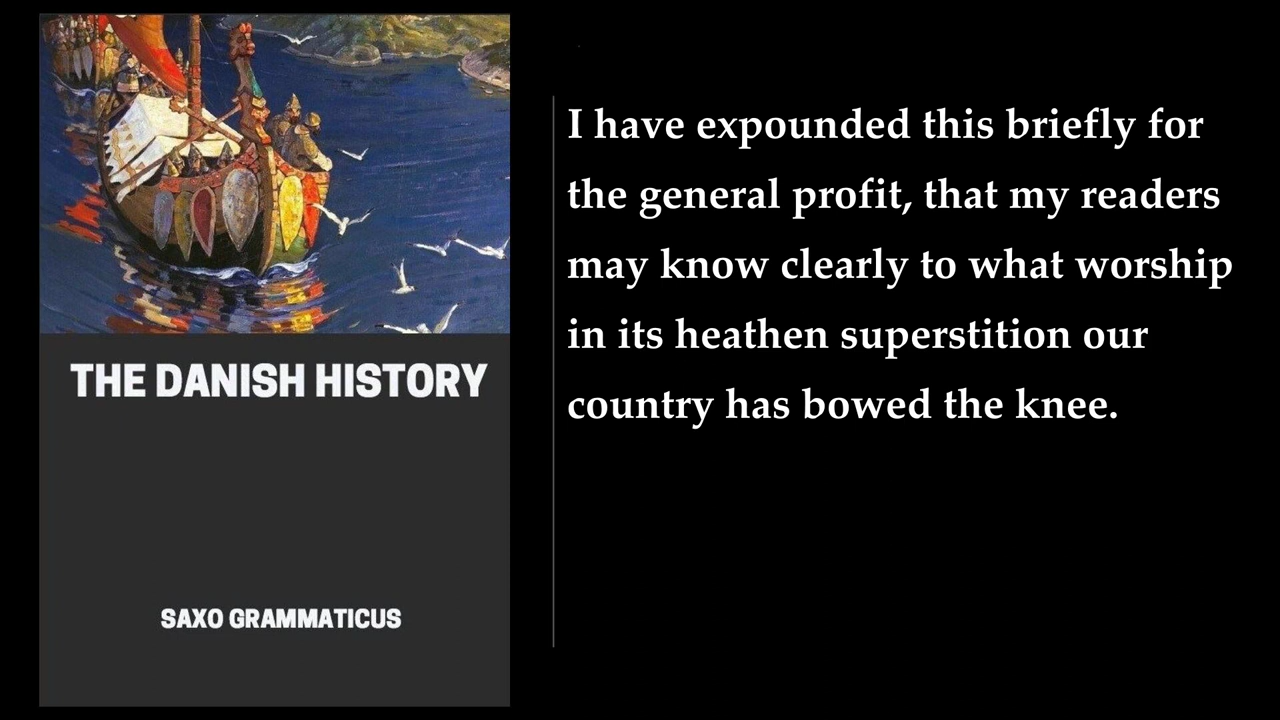 THE DANISH HISTORY
SAXO GRAMMATICUS
I have expounded this briefly for
the general profit, that my readers
may know clearly to what worship
in its heathen superstition our
country has bowed the knee.